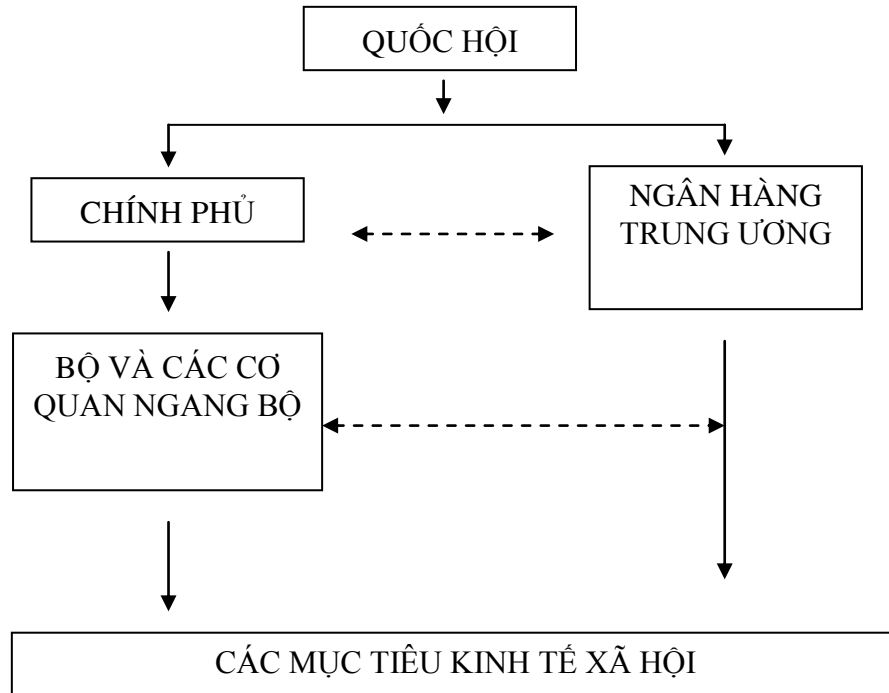 QUỐC HỘI
CHÍNH PHỦ
NGÂN HÀNG
TRUNG ƯƠNG
BỘ VÀ CÁC CƠ
QUAN NGANG BỘ
CÁC MỤC TIÊU KINH TẾ XÃ HỘI